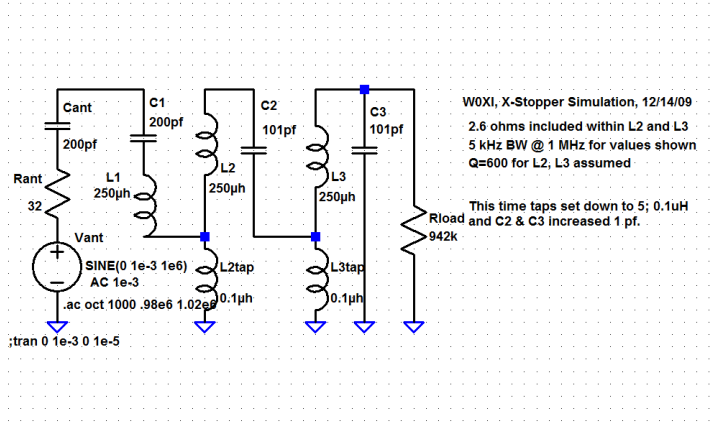 Cant
200pf
Rant
32
Vant
SINE(0 1e-3 1e6)
AC 1e-3
.ac oct 1000 .98e6 1.02e6
;tran 0 1e-3 0 1e-5
C1
200pf
L1
250µh
L2
250µh
L2tap
0.1µh
C2
101pf
L3
250µh
L3tap
0.1µh
C3
101pf
Rload
942k
W0XI, X-Stopper Simulation, 12/14/09
2.6 ohms included within L2 and L3
5 kHz BW @ 1 MHz for values shown
Q=600 for L2, L3 assumed
This time taps set down to 5; 0.1uH
and C2 & C3 increased 1 pf.